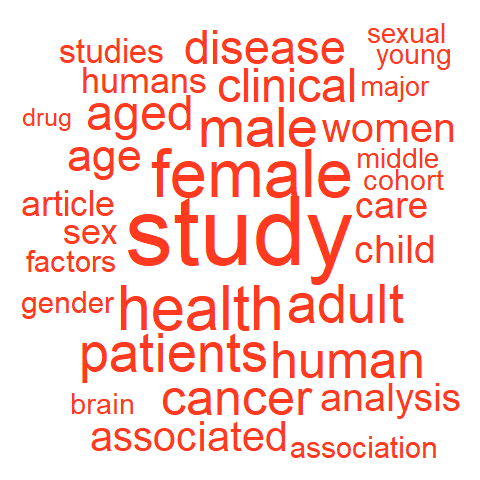 sexual
studies disease young
humans clinical major
drug aged male women
age female middle
cohort
article study care
sex child
factors
gender health adult
patients human
brain cancer analysis
associated association